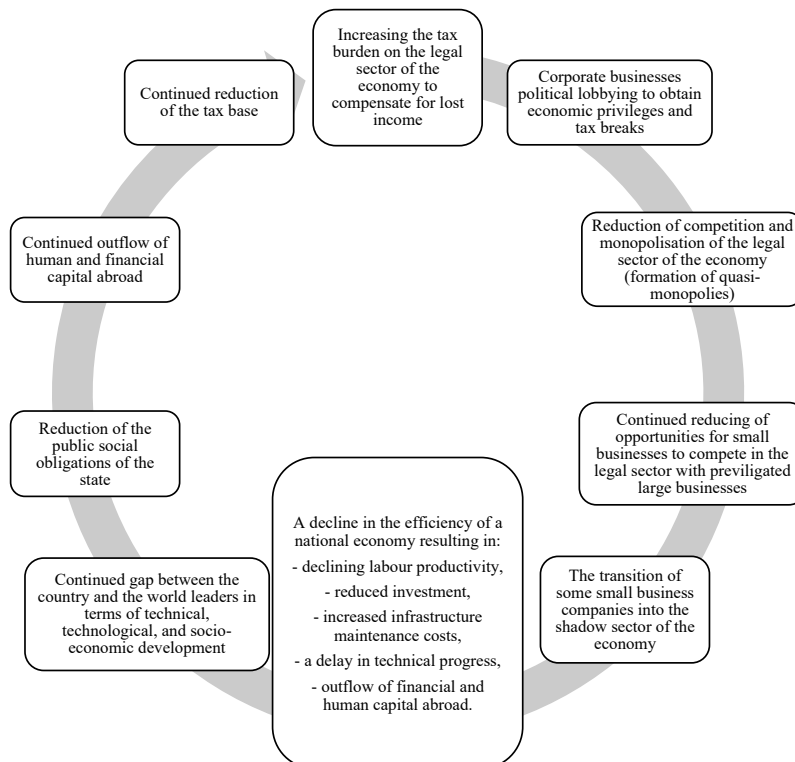 Increasing the tax
burden on the legal
sector of the
economy to
compensate for lost
income
Corporate businesses
political lobbying to obtain
economic privileges and
tax breaks
Reduction of competition and
monopolisation of the legal
sector of the economy
(formation of quasi-
monopolies)
Continued reducing of
opportunities for small
businesses to compete in the
legal sector with previligated
large businesses
The transition of
some small business
companies into the
shadow sector of the
economy
A decline in the efficiency of a
national economy resulting in:
- declining labour productivity,
- reduced investment,
- increased infrastructure
maintenance costs,
- a delay in technical progress,
- outflow of financial and
human capital abroad.
Continued gap between the
country and the world leaders in
terms of technical,
technological, and socio-
economic development
Reduction of the
public social
obligations of the
state
Continued outflow of
human and financial
capital abroad
Continued reduction
of the tax base